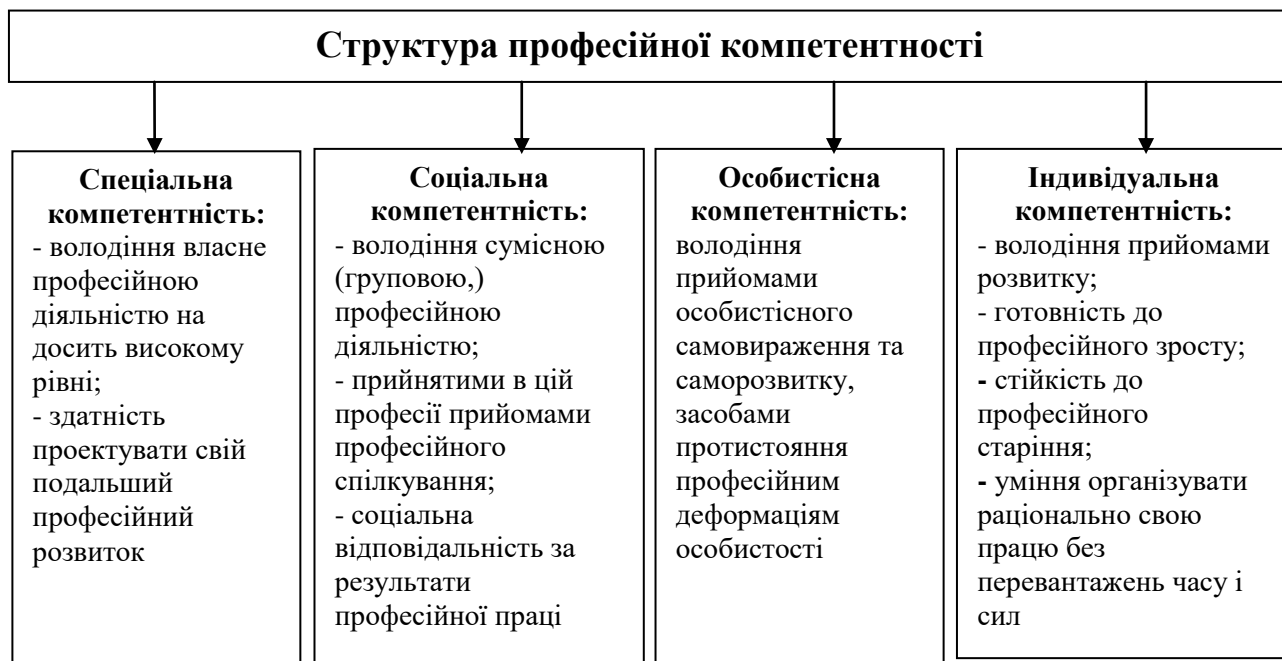 Структура професійної компетентності
Спеціальна
компетентність:
- володіння власне
професійною
діяльністю на
досить високому
рівні;
- здатність
проектувати свій
подальший
професійний
розвиток
Соціальна
компетентність:
- володіння сумісною
(груповою,)
професійною
діяльністю;
- прийнятими в цій
професії прийомами
професійного
спілкування;
- соціальна
відповідальність за
результати
професійної праці
Особистісна
компетентність:
володіння
прийомами
особистісного
самовираження та
саморозвитку,
засобами
протистояння
професійним
деформаціям
особистості
Індивідуальна
компетентність:
- володіння прийомами
розвитку;
- готовність до
професійного зросту;
- стійкість до
професійного
старіння;
- уміння організувати
раціонально свою
працю без
перевантажень часу і
сил